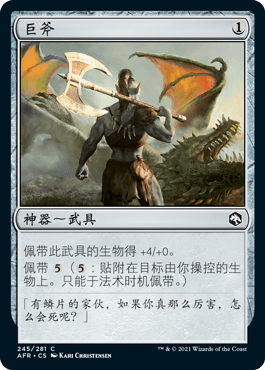 巨斧 1
神器～武具
佩带此武具的生物得 +4/+0。
佩带 5（5：贴附在目标由你操控的生
物上。只能于法术时机佩带。）
「有鳞片的家伙，如果你真那么厉害，怎
么会死呢？」
245/281 C
AFR • CS KARI CHRISTENSEN
™ & © 2021 Wizards of the Coast